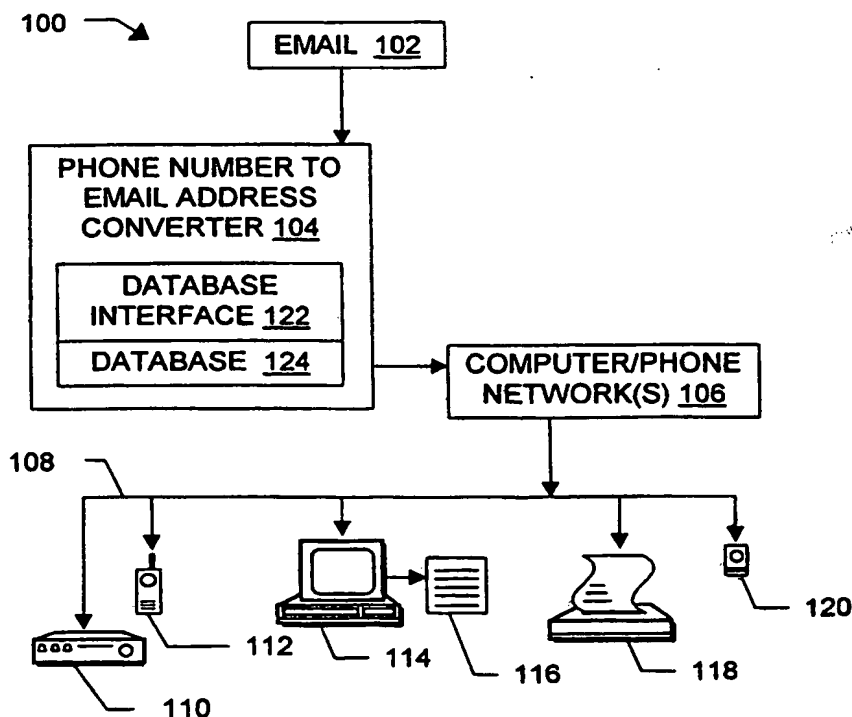 100
EMAIL 102
PHONE NUMBER TO
EMAIL ADDRESS
CONVERTER 104
DATABASE
INTERFACE 122
DATABASE 124
COMPUTER/PHONE
NETWORK(S) 106
108
112
114
116
118
120
110